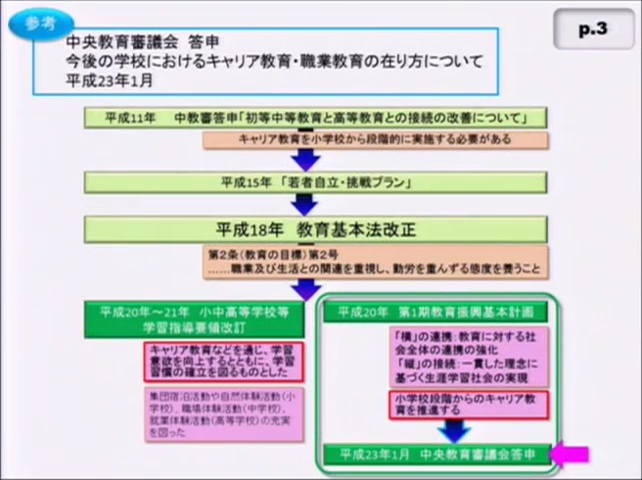 参考
p.3
中央教育審議会 答申
今後の学校におけるキャリア教育・職業教育の在り方について
平成23年1月
平成11年 中教審答申「初等中等教育と高等教育との接続の改善について」
キャリア教育を小学校から段階的に実施する必要がある
平成15年 「若者自立・挑戦プラン」
平成18年 教育基本法改正
第2条(教育の目標)第2号
……職業及び生活との関連を重視し、勤労を重んずる態度を養うこと
平成20年～21年 小中高等学校等
学習指導要領改訂
キャリア教育などを通じ、学習
意欲を向上するとともに、学習
習慣の確立を図るものとした
集団宿泊活動や自然体験活動(小
学校)、職場体験活動(中学校)、
就業体験活動(高等学校)の充実
を図った
平成20年 第1期教育振興基本計画
「横」の連携：教育に対する社
会全体の連携の強化
「縦」の接続：一貫した理念に
基づく生涯学習社会の実現
小学校段階からのキャリア教
育を推進する
平成23年1月 中央教育審議会答申